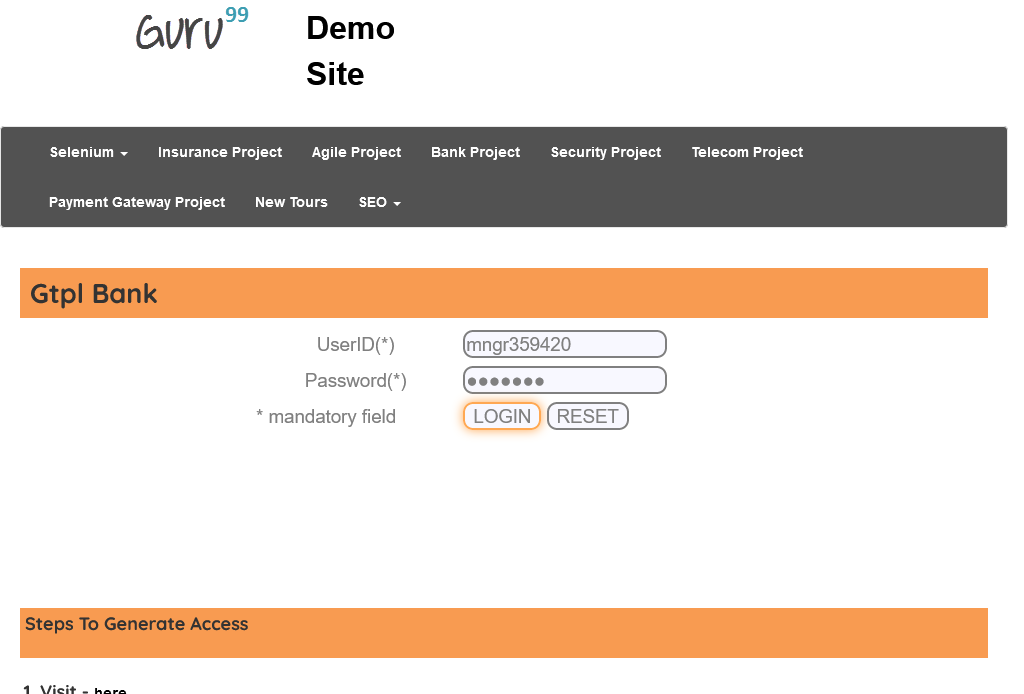 Guru99
Demo
Site
Selenium Insurance Project Agile Project Bank Project Security Project Telecom Project
Payment Gateway Project New Tours SEO
Gtpl Bank
UserID(*) mngr359420
Password(*) ●●●●●●●
* mandatory field LOGIN RESET
Steps To Generate Access
1. Visit - here